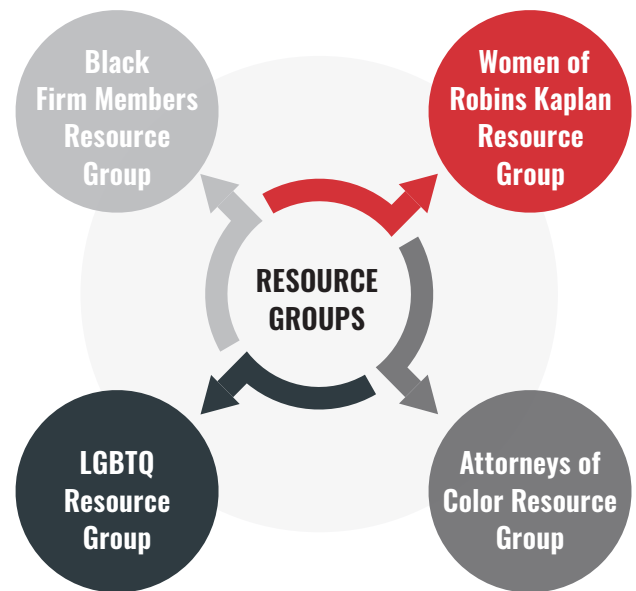 Black
Firm Members
Resource
Group
Women of
Robins Kaplan
Resource
Group
RESOURCE
GROUPS
LGBTQ
Resource
Group
Attorneys of
Color Resource
Group